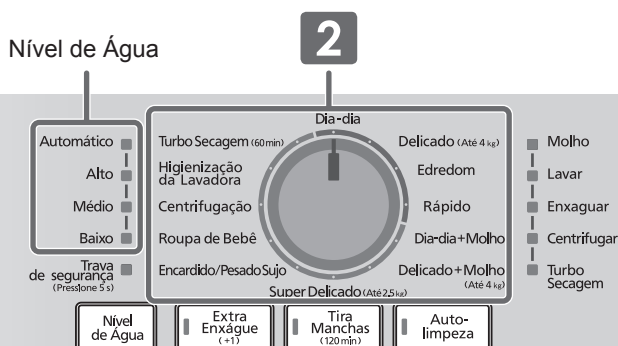 2
Nível de Água
Dia-dia
Automático
Alto
Médio
Baixo
Trava
de segurança
(Pressione 5 s)
Turbo Secagem (60 min)
Higienização
da Lavadora
Centrifugação
Roupa de Bebê
Encardido/Pesado Sujo
Super Delicado (Até 2,5 kg)
Delicado (Até 4 kg)
Edredom
Rápido
Dia-dia+Molho
Delicado+Molho
(Até 4 kg)
Molho
Lavar
Enxaguar
Centrifugar
Turbo
Secagem
Nível
de Água
Extra
Enxágue
(+1)
Tira
Manchas
(120 min)
Auto-
limpeza